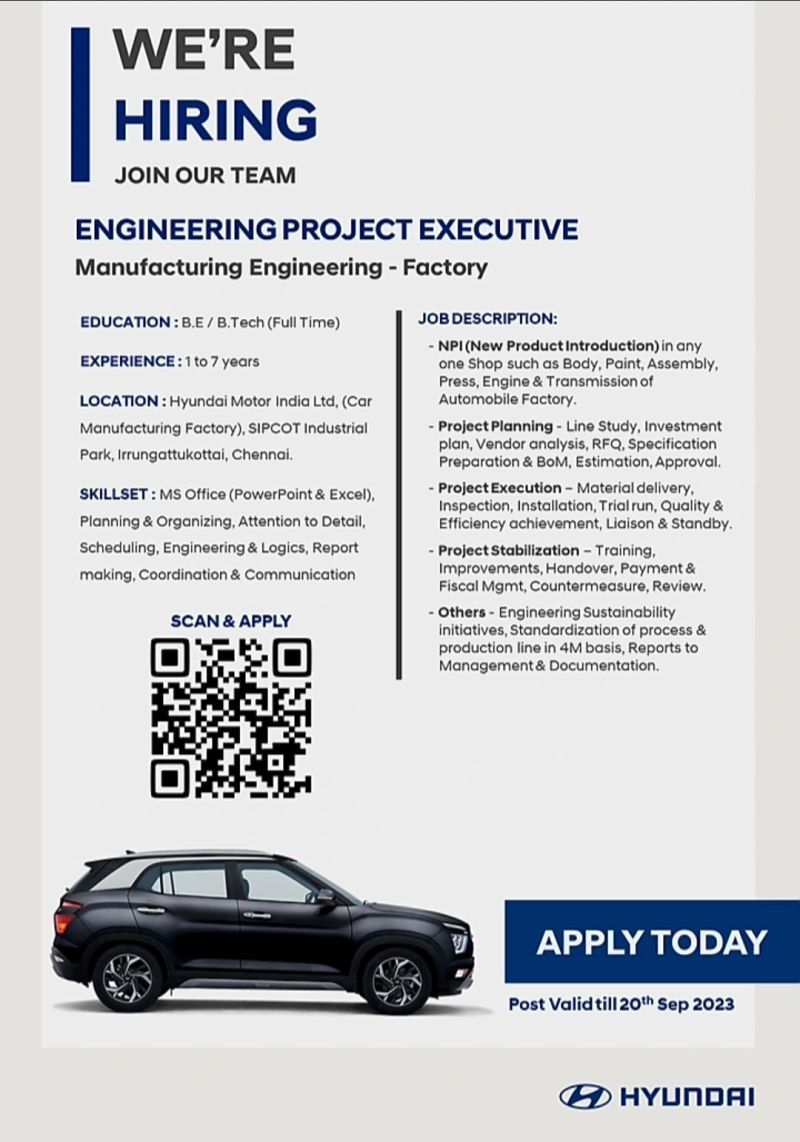 WE'RE
HIRING
JOIN OUR TEAM
ENGINEERING PROJECT EXECUTIVE
Manufacturing Engineering - Factory
EDUCATION : B.E / B.Tech (Full Time)
EXPERIENCE : 1 to 7 years
LOCATION : Hyundai Motor India Ltd, (Car
Manufacturing Factory), SIPCOT Industrial
Park, Irrungattukottai, Chennai.
SKILLSET : MS Office (PowerPoint & Excel),
Planning & Organizing, Attention to Detail,
Scheduling, Engineering & Logics, Report
making, Coordination & Communication
SCAN & APPLY
JOB DESCRIPTION:
- NPI (New Product Introduction) in any
one Shop such as Body, Paint, Assembly,
Press, Engine & Transmission of
Automobile Factory.
- Project Planning - Line Study, Investment
plan, Vendor analysis, RFQ, Specification
Preparation & BoM, Estimation, Approval.
- Project Execution – Material delivery,
Inspection, Installation, Trial run, Quality &
Efficiency achievement, Liaison & Standby.
- Project Stabilization – Training,
Improvements, Handover, Payment &
Fiscal Mgmt, Countermeasure, Review.
- Others - Engineering Sustainability
initiatives, Standardization of process &
production line in 4M basis, Reports to
Management & Documentation.
APPLY TODAY
Post Valid till 20th Sep 2023
HYUNDAI